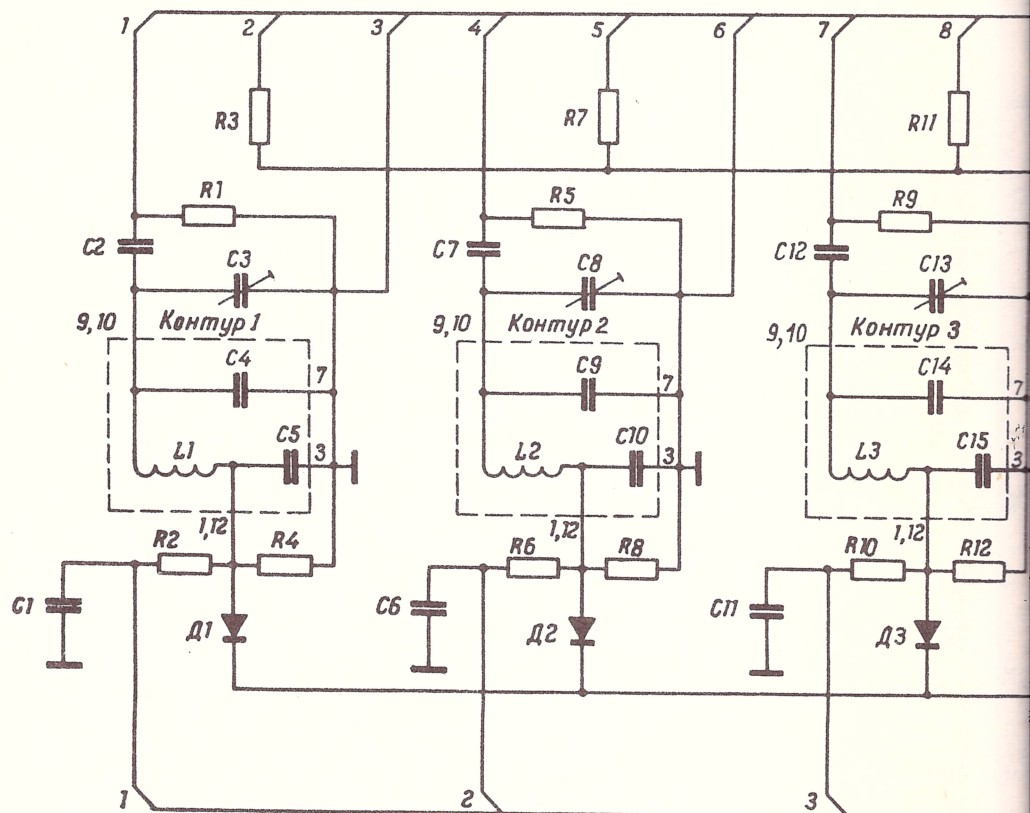 1 2 3 4 5 6 7 8
R3 R7 R11
R1 R5 R9
C2 C7 C12
C3 C8 C13
9,10 Контур 1 9,10 Контур 2 9,10 Контур 3
C4 7 C9 7 C14 7
L1 C5 3 L2 C10 3 L3 C15 3
1,12 1,12 1,12
R2 R4 R6 R8 R10 R12
C1 C6 C11
Д1 Д2 Д3
1 2 3